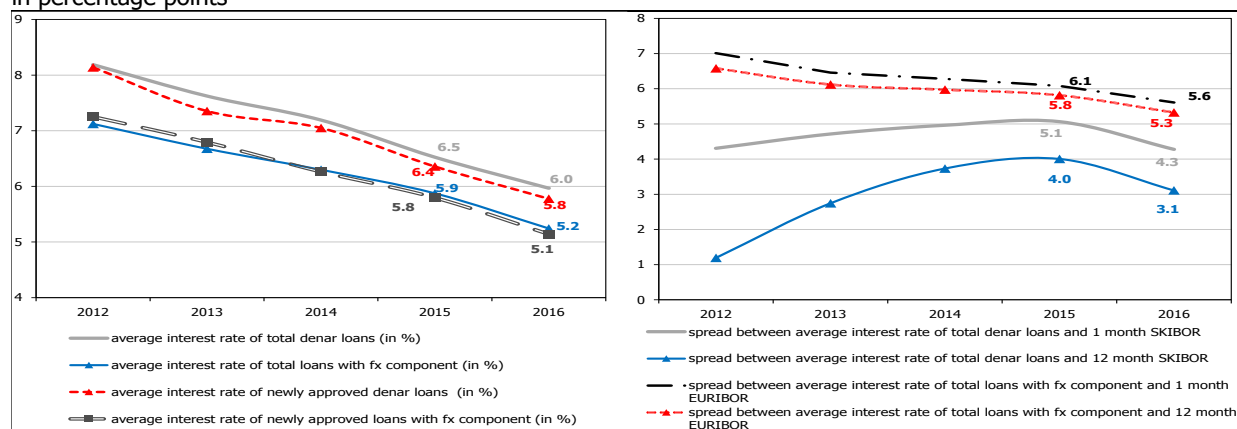 in percentage points
9
8
7
6
5
4
6.5
6.4
5.9
5.8
6.0
5.8
5.2
5.1
2012 2013 2014 2015 2016
average interest rate of total denar loans (in %)
average interest rate of total loans with fx component (in %)
average interest rate of newly approved denar loans (in %)
average interest rate of newly approved loans with fx component (in %)
8
7
6
5
4
3
2
1
0
6.1
5.8
5.1
4.0
5.6
5.3
4.3
3.1
2012 2013 2014 2015 2016
spread between average interest rate of total denar loans and 1 month SKIBOR
spread between average interest rate of total denar loans and 12 month SKIBOR
spread between average interest rate of total loans with fx component and 1 month
EURIBOR
spread between average interest rate of total loans with fx component and 12 month
EURIBOR